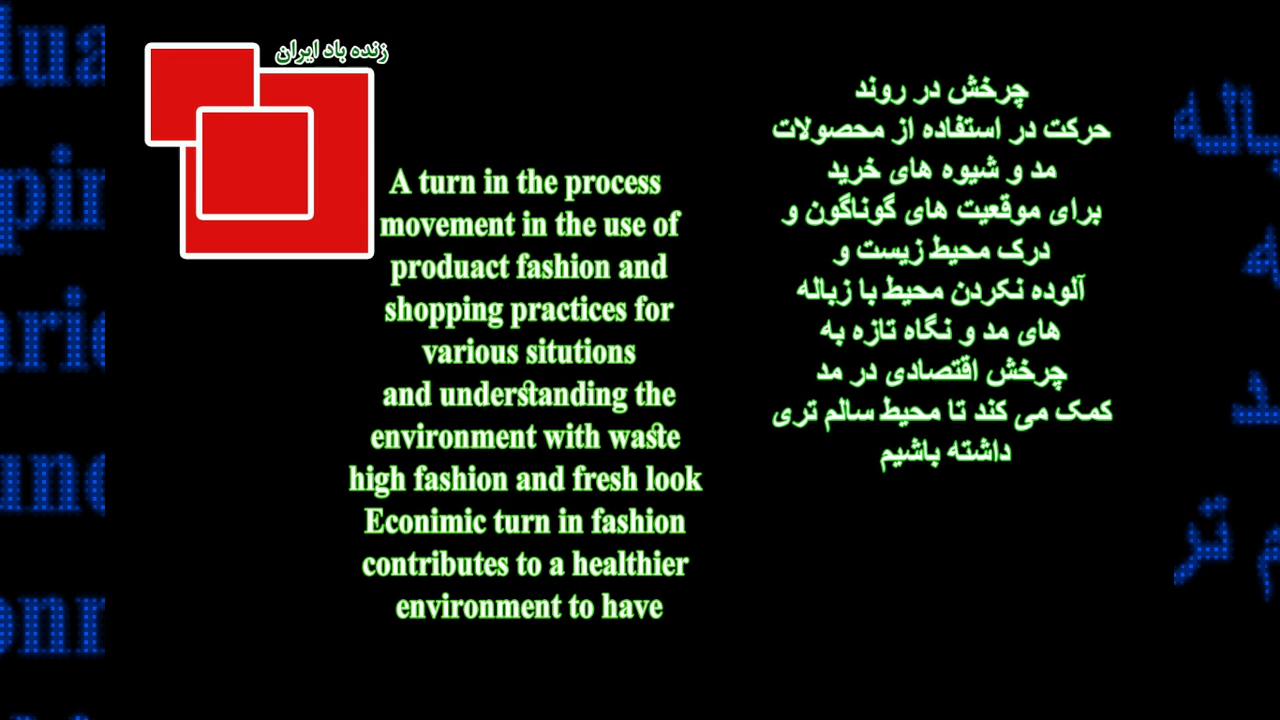 زنده باد ایران
A turn in the process
movement in the use of
produact fashion and
shopping practices for
various situtions
and understanding the
environment with waste
high fashion and fresh look
Econimic turn in fashion
contributes to a healthier
environment to have
چرخش در روند
حرکت در استفاده از محصولات
مد و شیوه های خرید
برای موقعیت های گوناگون و
درک محیط زیست و
آلوده نکردن محیط با زباله
های مد و نگاه تازه به
چرخش اقتصادی در مد
کمک می کند تا محیط سالم تری
داشته باشیم